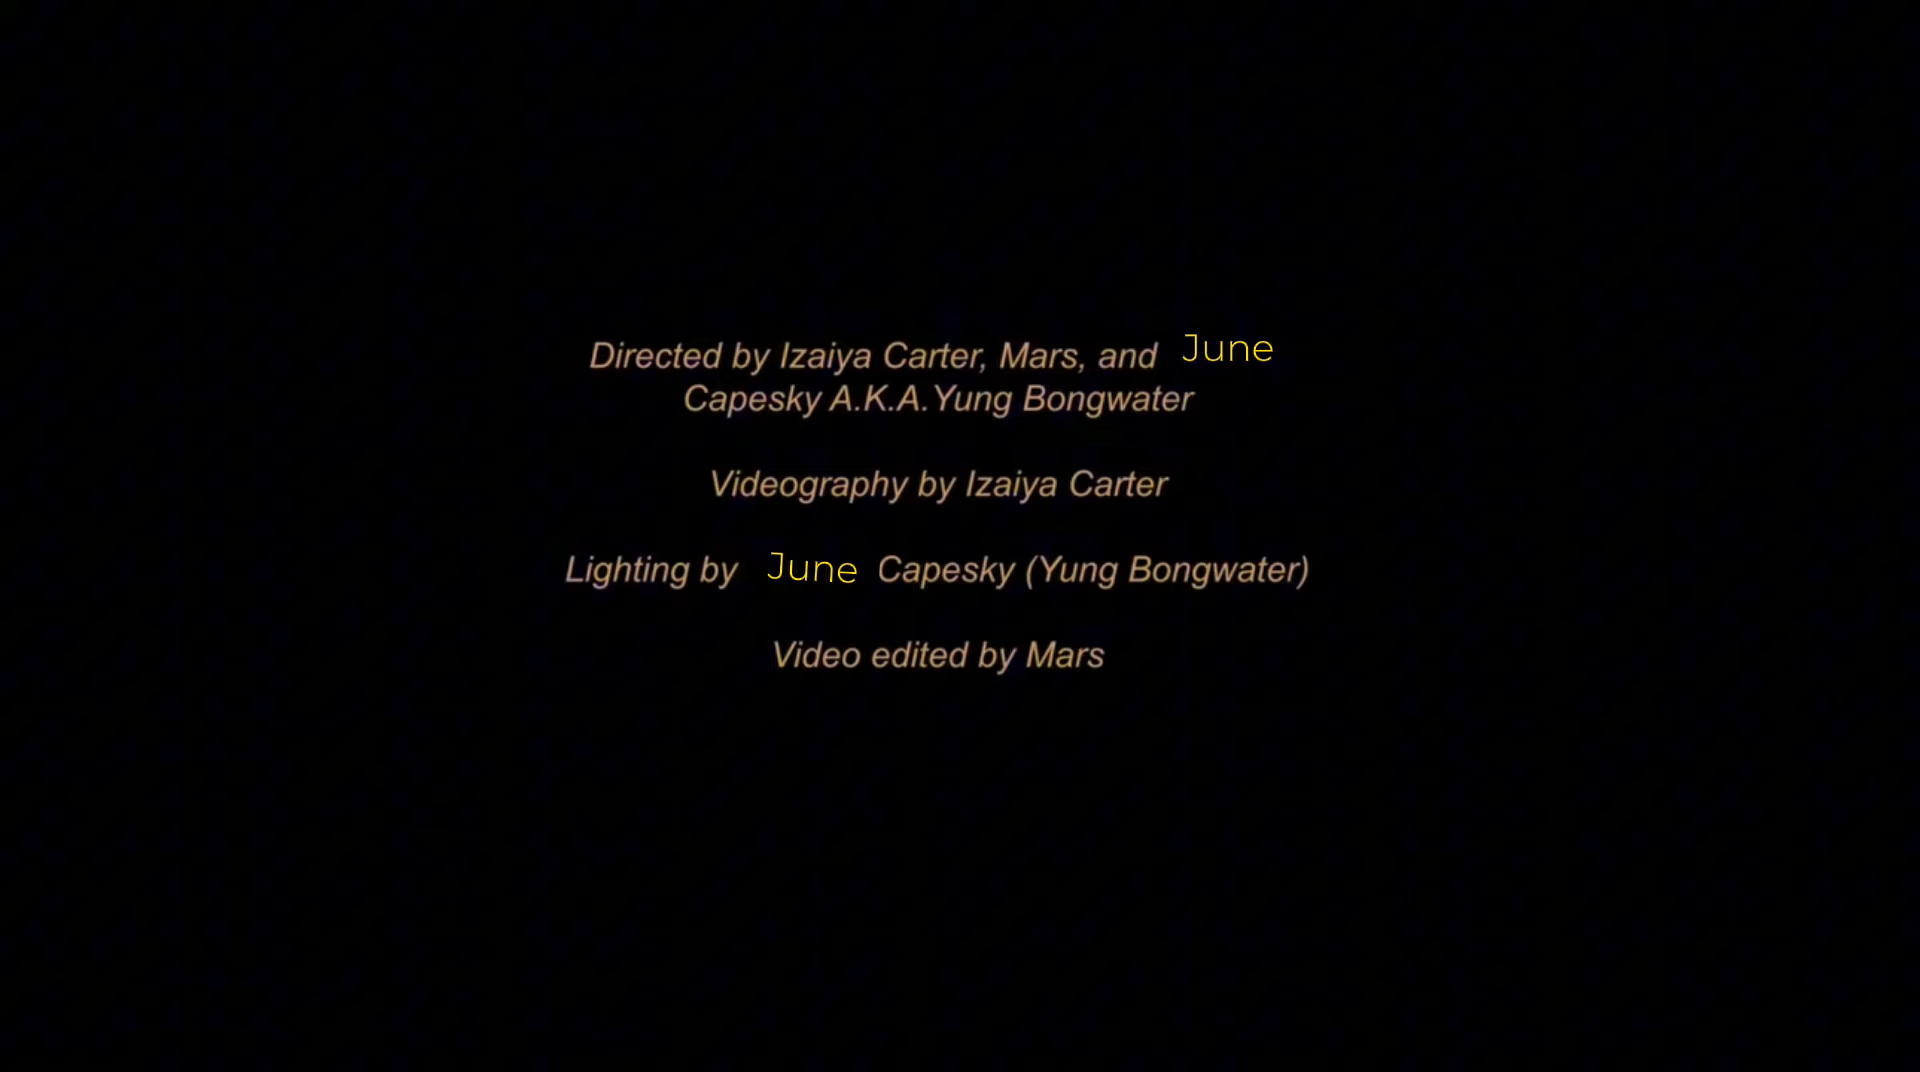 Directed by Izaiya Carter, Mars, and June
Capesky A.K.A.Yung Bongwater
Videography by Izaiya Carter
Lighting by June Capesky (Yung Bongwater)
Video edited by Mars